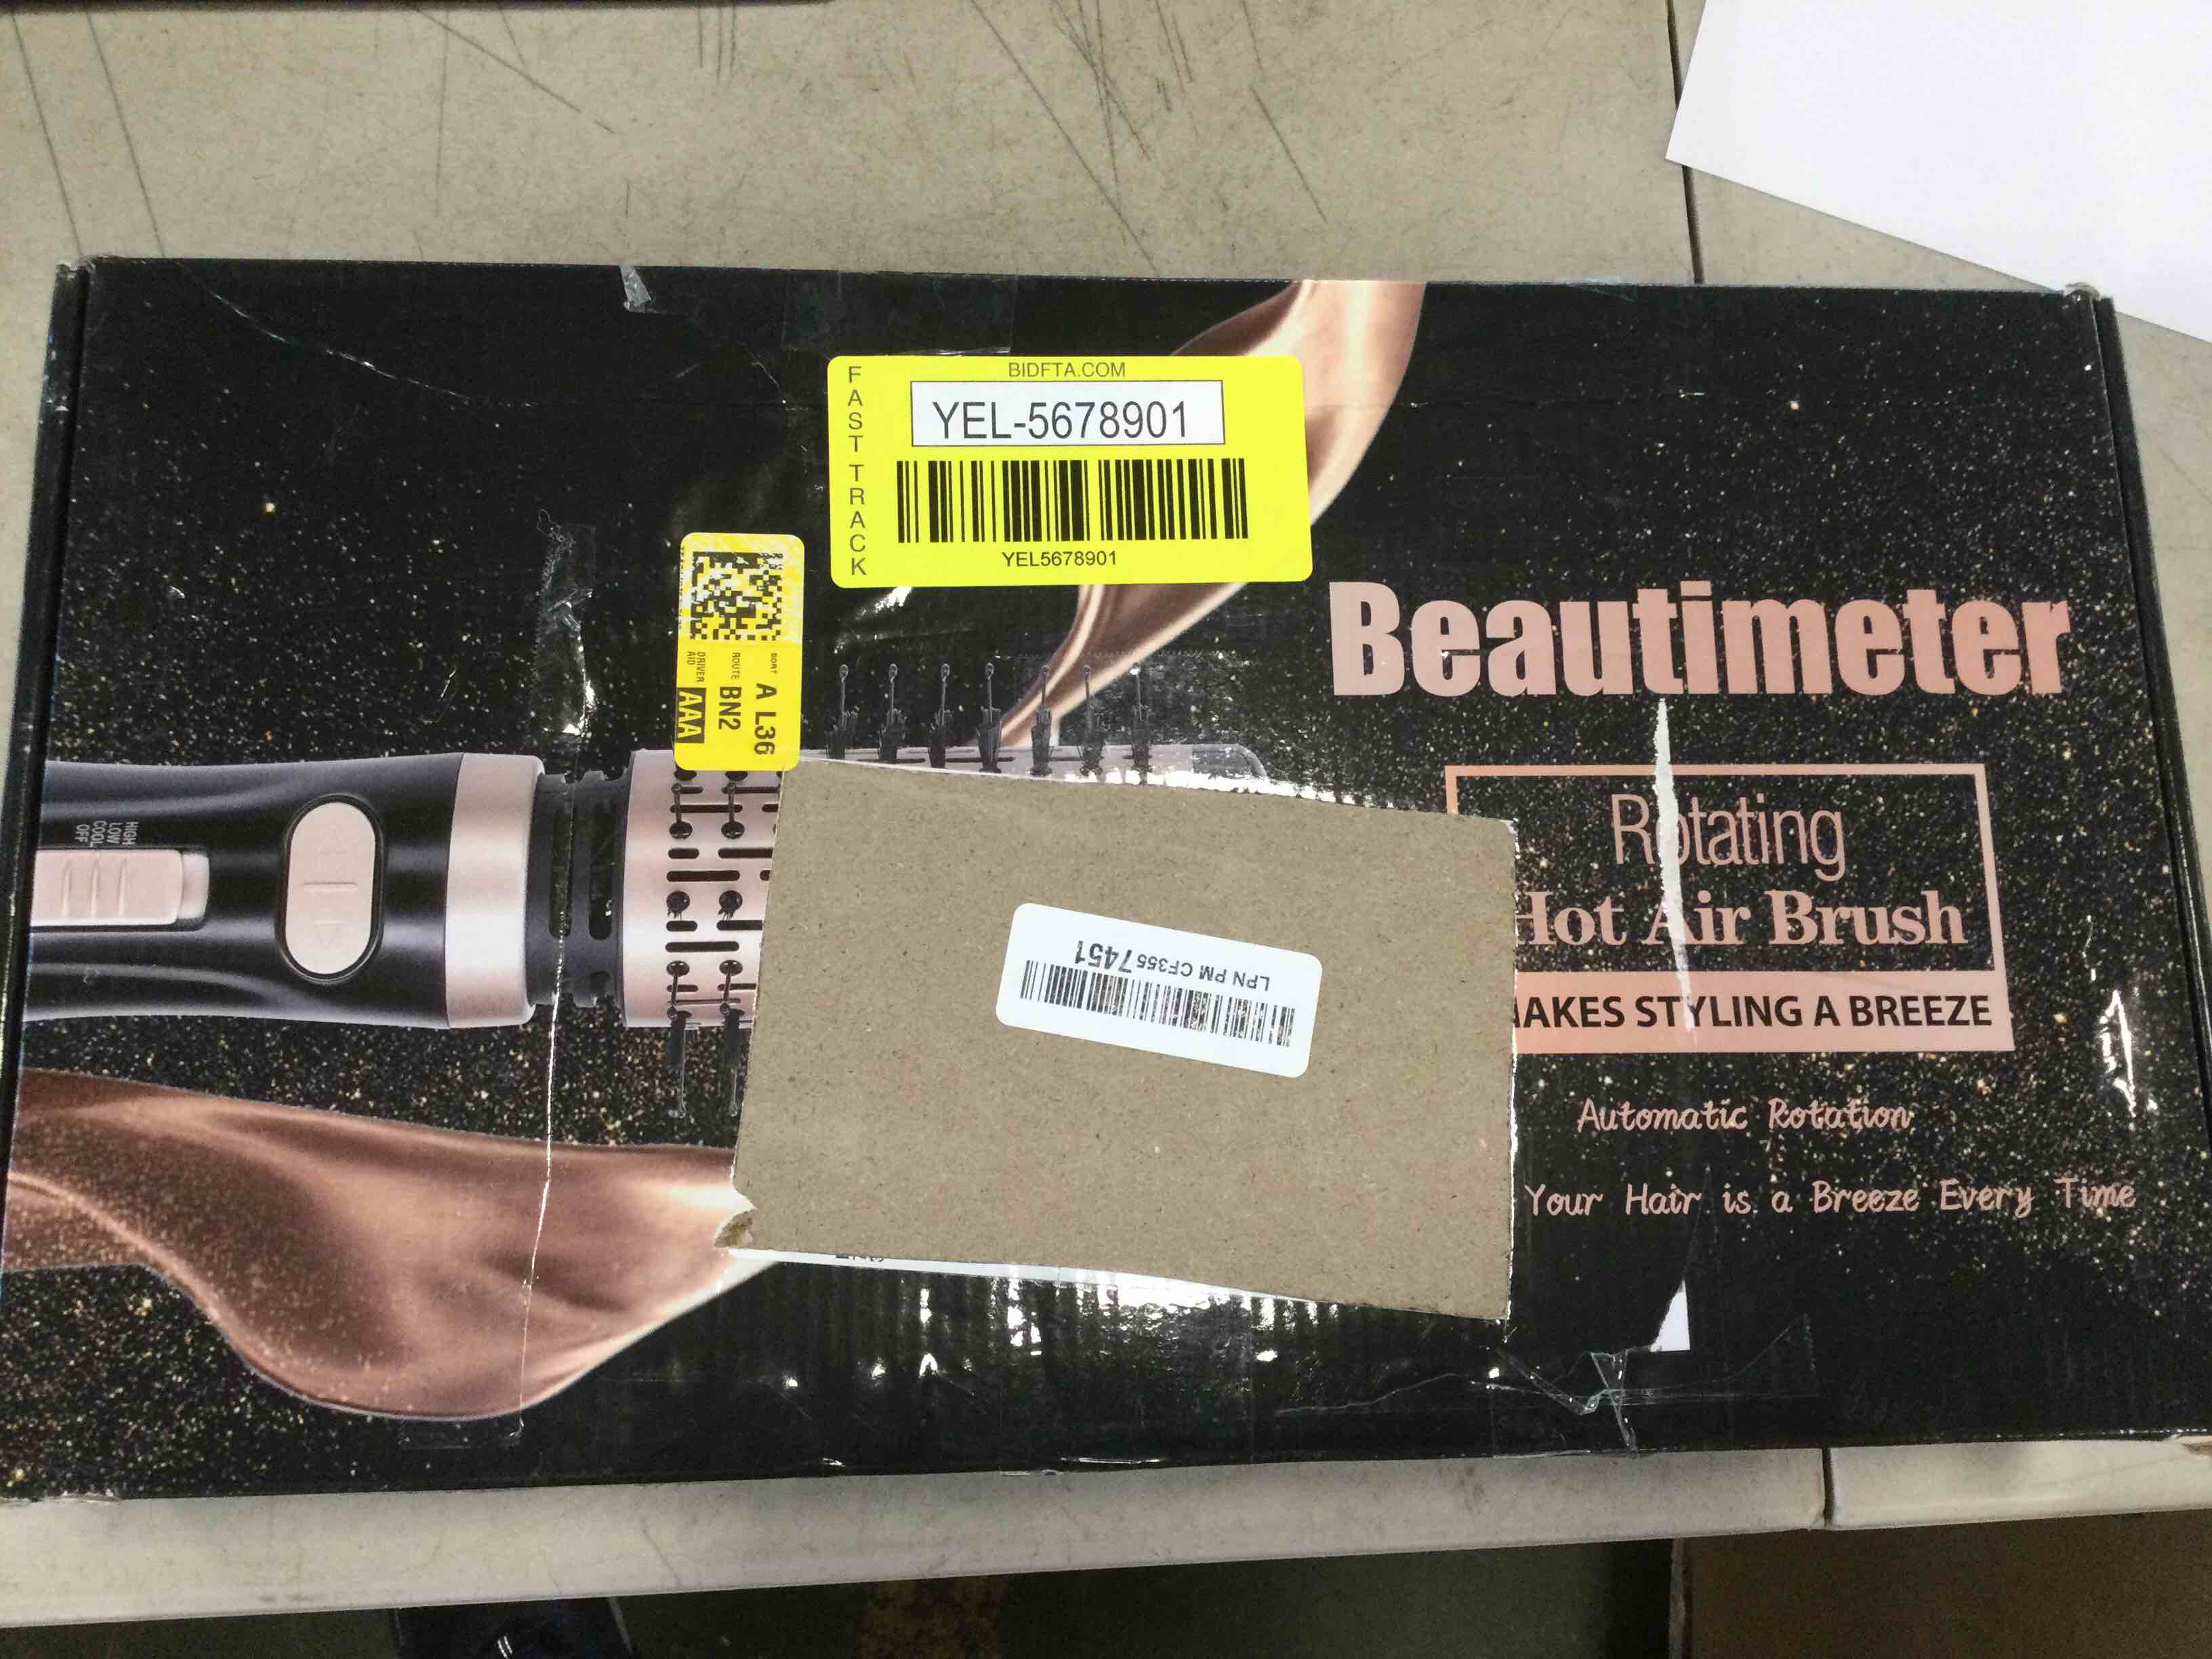 BIDFTA.COM
FAST TRACK
YEL-5678901
YEL5678901
SORT A L36
ROUTE BN2
DRIVER AID AAA
Beautimeter
Rotating
Hot Air Brush
MAKES STYLING A BREEZE
Automatic Rotation
Your Hair is a Breeze Every Time
HIGH
LOW
COOL
OFF
LPN PM CF3557451